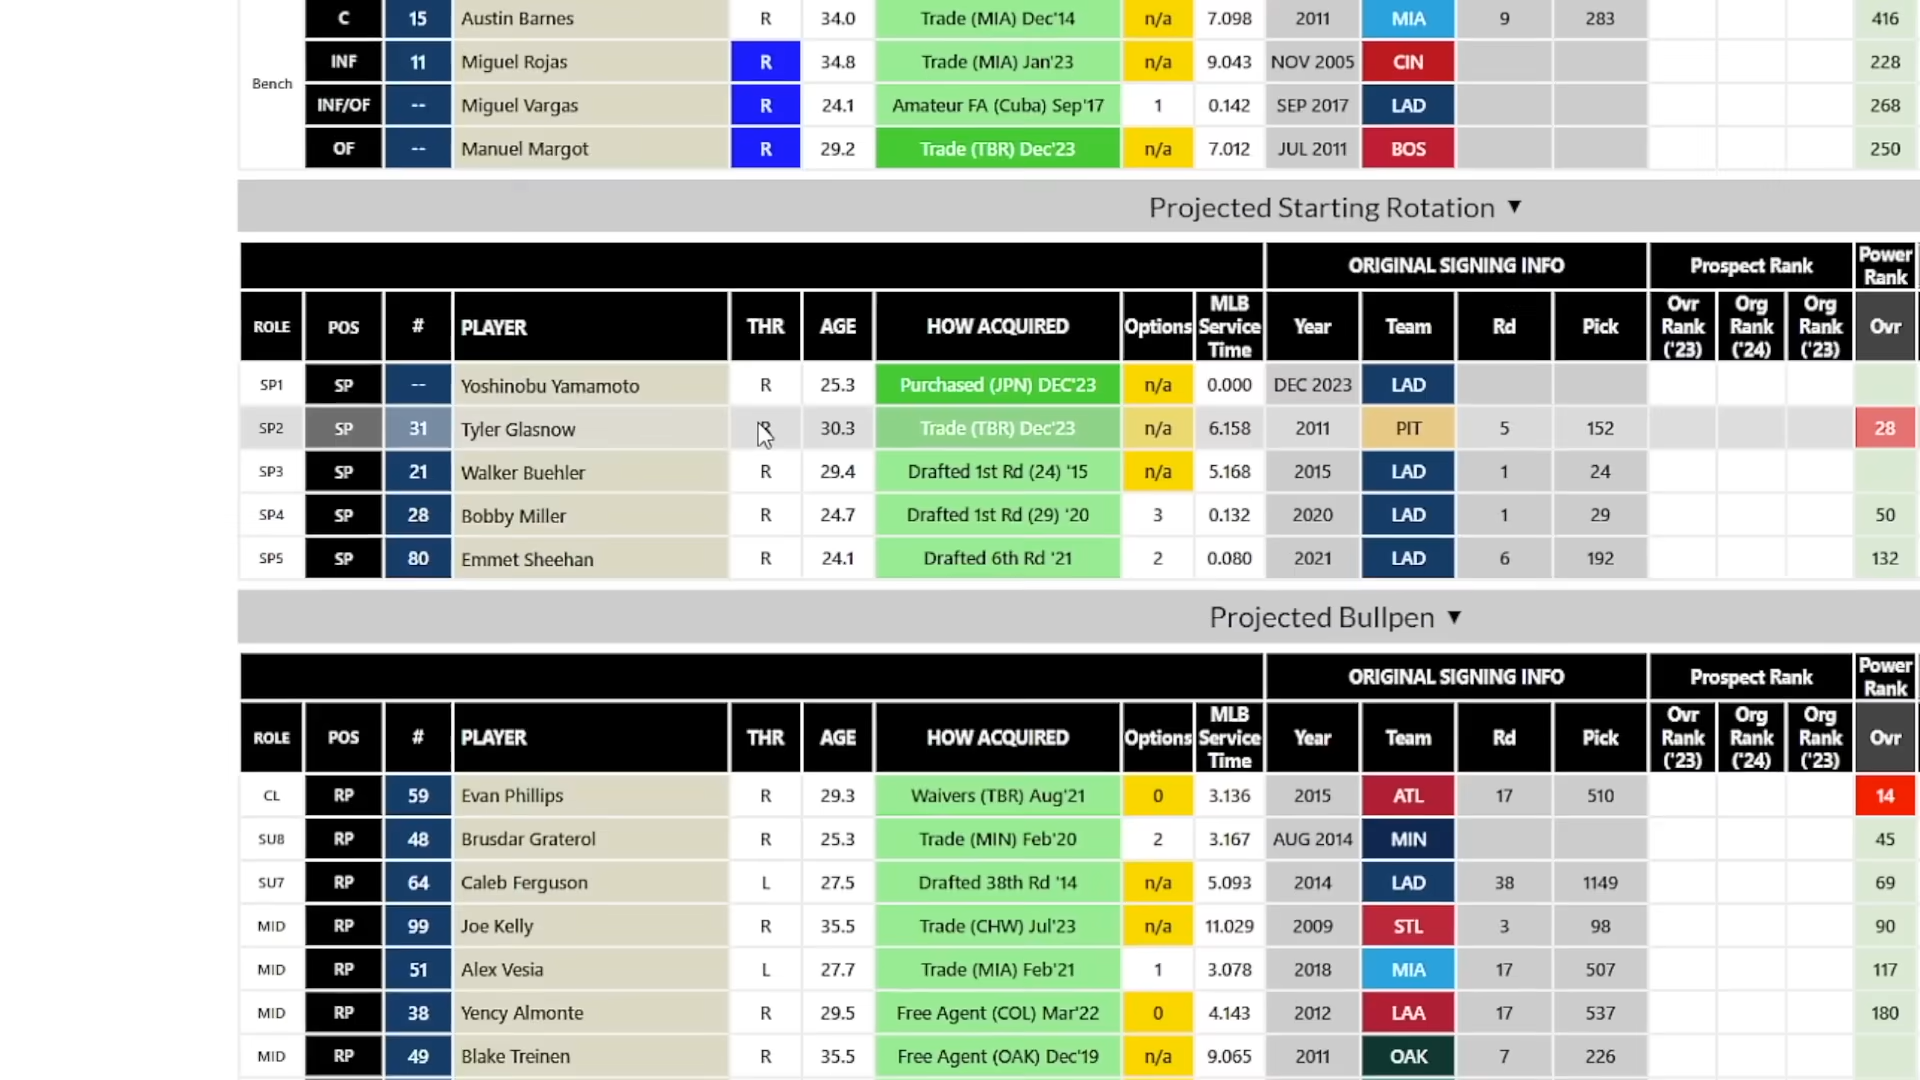 C 15 Austin Barnes R 34.0 Trade (MIA) Dec'14 n/a 7.098 2011 MIA 9 283 416
Bench
INF 11 Miguel Rojas R 34.8 Trade (MIA) Jan'23 n/a 9.043 NOV 2005 CIN 228
INF/OF -- Miguel Vargas R 24.1 Amateur FA (Cuba) Sep'17 1 0.142 SEP 2017 LAD 268
OF -- Manuel Margot R 29.2 Trade (TBR) Dec'23 n/a 7.012 JUL 2011 BOS 250
Projected Starting Rotation ▼
ORIGINAL SIGNING INFO Prospect Rank Power Rank
ROLE POS # PLAYER THR AGE HOW ACQUIRED Options MLB Service Time Year Team Rd Pick Ovr Rank ('23) Org Rank ('24) Org Rank ('23) Ovr
SP1 SP -- Yoshinobu Yamamoto R 25.3 Purchased (JPN) DEC'23 n/a 0.000 DEC 2023 LAD
SP2 SP 31 Tyler Glasnow R 30.3 Trade (TBR) Dec'23 n/a 6.158 2011 PIT 5 152 28
SP3 SP 21 Walker Buehler R 29.4 Drafted 1st Rd (24) '15 n/a 5.168 2015 LAD 1 24
SP4 SP 28 Bobby Miller R 24.7 Drafted 1st Rd (29) '20 3 0.132 2020 LAD 1 29 50
SP5 SP 80 Emmet Sheehan R 24.1 Drafted 6th Rd '21 2 0.080 2021 LAD 6 192 132
Projected Bullpen ▼
ORIGINAL SIGNING INFO Prospect Rank Power Rank
ROLE POS # PLAYER THR AGE HOW ACQUIRED Options MLB Service Time Year Team Rd Pick Ovr Rank ('23) Org Rank ('24) Org Rank ('23) Ovr
CL RP 59 Evan Phillips R 29.3 Waivers (TBR) Aug'21 0 3.136 2015 ATL 17 510 14
SU8 RP 48 Brusdar Graterol R 25.3 Trade (MIN) Feb'20 2 3.167 AUG 2014 MIN 45
SU7 RP 64 Caleb Ferguson L 27.5 Drafted 38th Rd '14 n/a 5.093 2014 LAD 38 1149 69
MID RP 99 Joe Kelly R 35.5 Trade (CHW) Jul'23 n/a 11.029 2009 STL 3 98 90
MID RP 51 Alex Vesia L 27.7 Trade (MIA) Feb'21 1 3.078 2018 MIA 17 507 117
MID RP 38 Yency Almonte R 29.5 Free Agent (COL) Mar'22 0 4.143 2012 LAA 17 537 180
MID RP 49 Blake Treinen R 35.5 Free Agent (OAK) Dec'19 n/a 9.065 2011 OAK 7 226